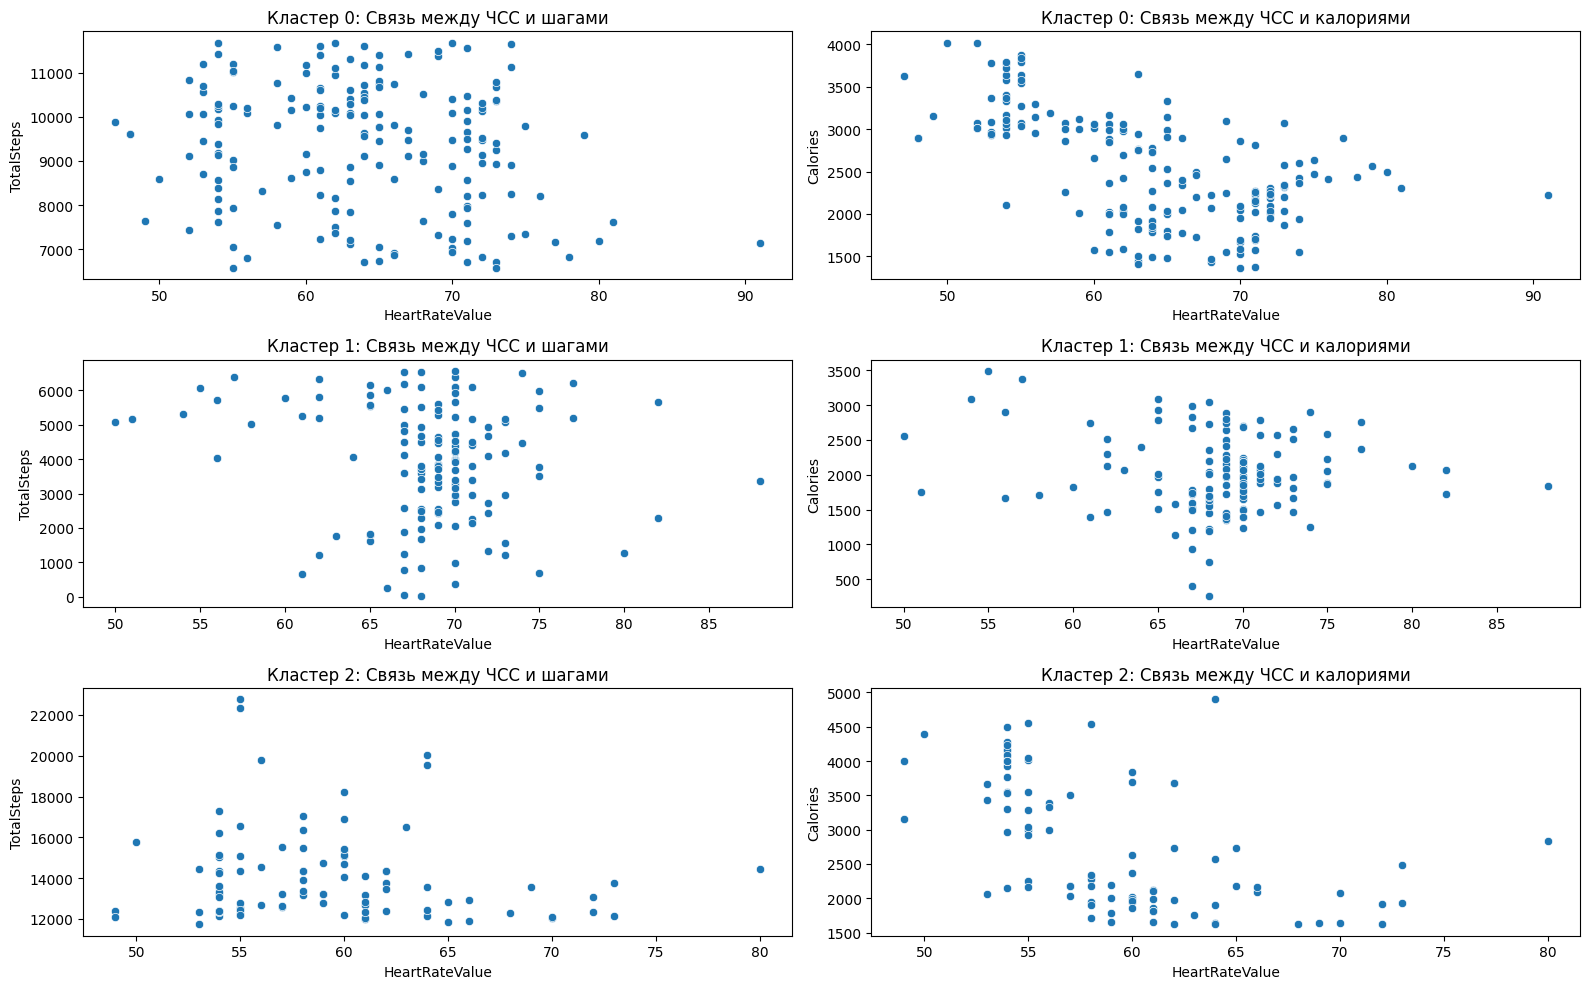 Кластер 0: Связь между ЧСС и шагами
TotalSteps
11000
10000
9000
8000
7000
50 60 70 80 90
HeartRateValue
Кластер 0: Связь между ЧСС и калориями
Calories
4000
3500
3000
2500
2000
1500
50 60 70 80 90
HeartRateValue
Кластер 1: Связь между ЧСС и шагами
TotalSteps
6000
5000
4000
3000
2000
1000
0
50 55 60 65 70 75 80 85
HeartRateValue
Кластер 1: Связь между ЧСС и калориями
Calories
3500
3000
2500
2000
1500
1000
500
50 55 60 65 70 75 80 85
HeartRateValue
Кластер 2: Связь между ЧСС и шагами
TotalSteps
22000
20000
18000
16000
14000
12000
50 55 60 65 70 75 80
HeartRateValue
Кластер 2: Связь между ЧСС и калориями
Calories
5000
4500
4000
3500
3000
2500
2000
1500
50 55 60 65 70 75 80
HeartRateValue